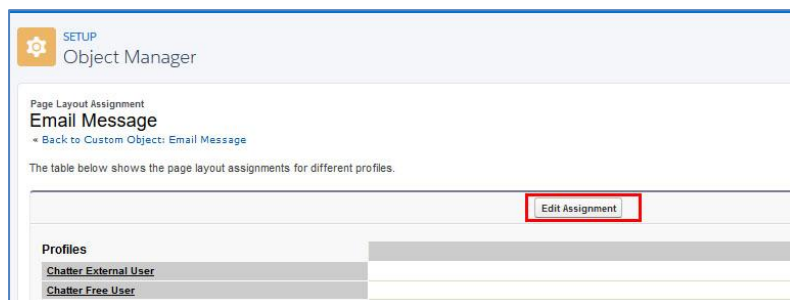 SETUP
Object Manager
Page Layout Assignment
Email Message
« Back to Custom Object: Email Message
The table below shows the page layout assignments for different profiles.
Edit Assignment
Profiles
Chatter External User
Chatter Free User